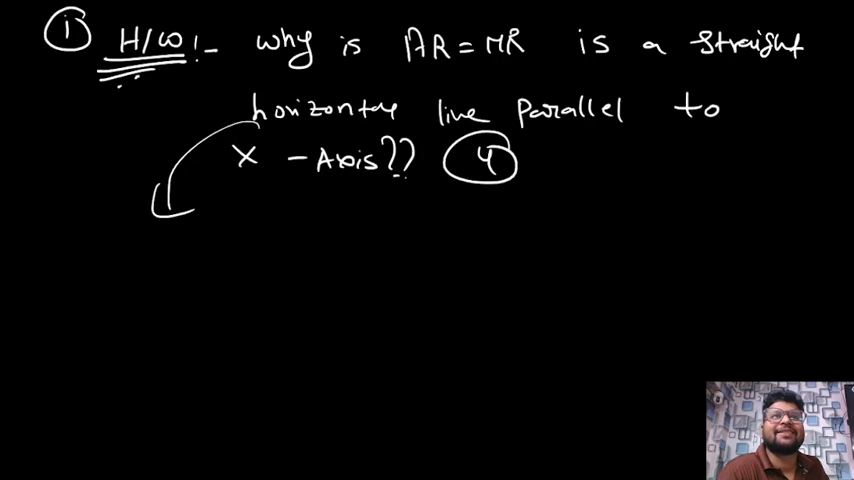 ① H/W:- why is AR = MR is a straight
horizontal line parallel to
X - Axis?? 4